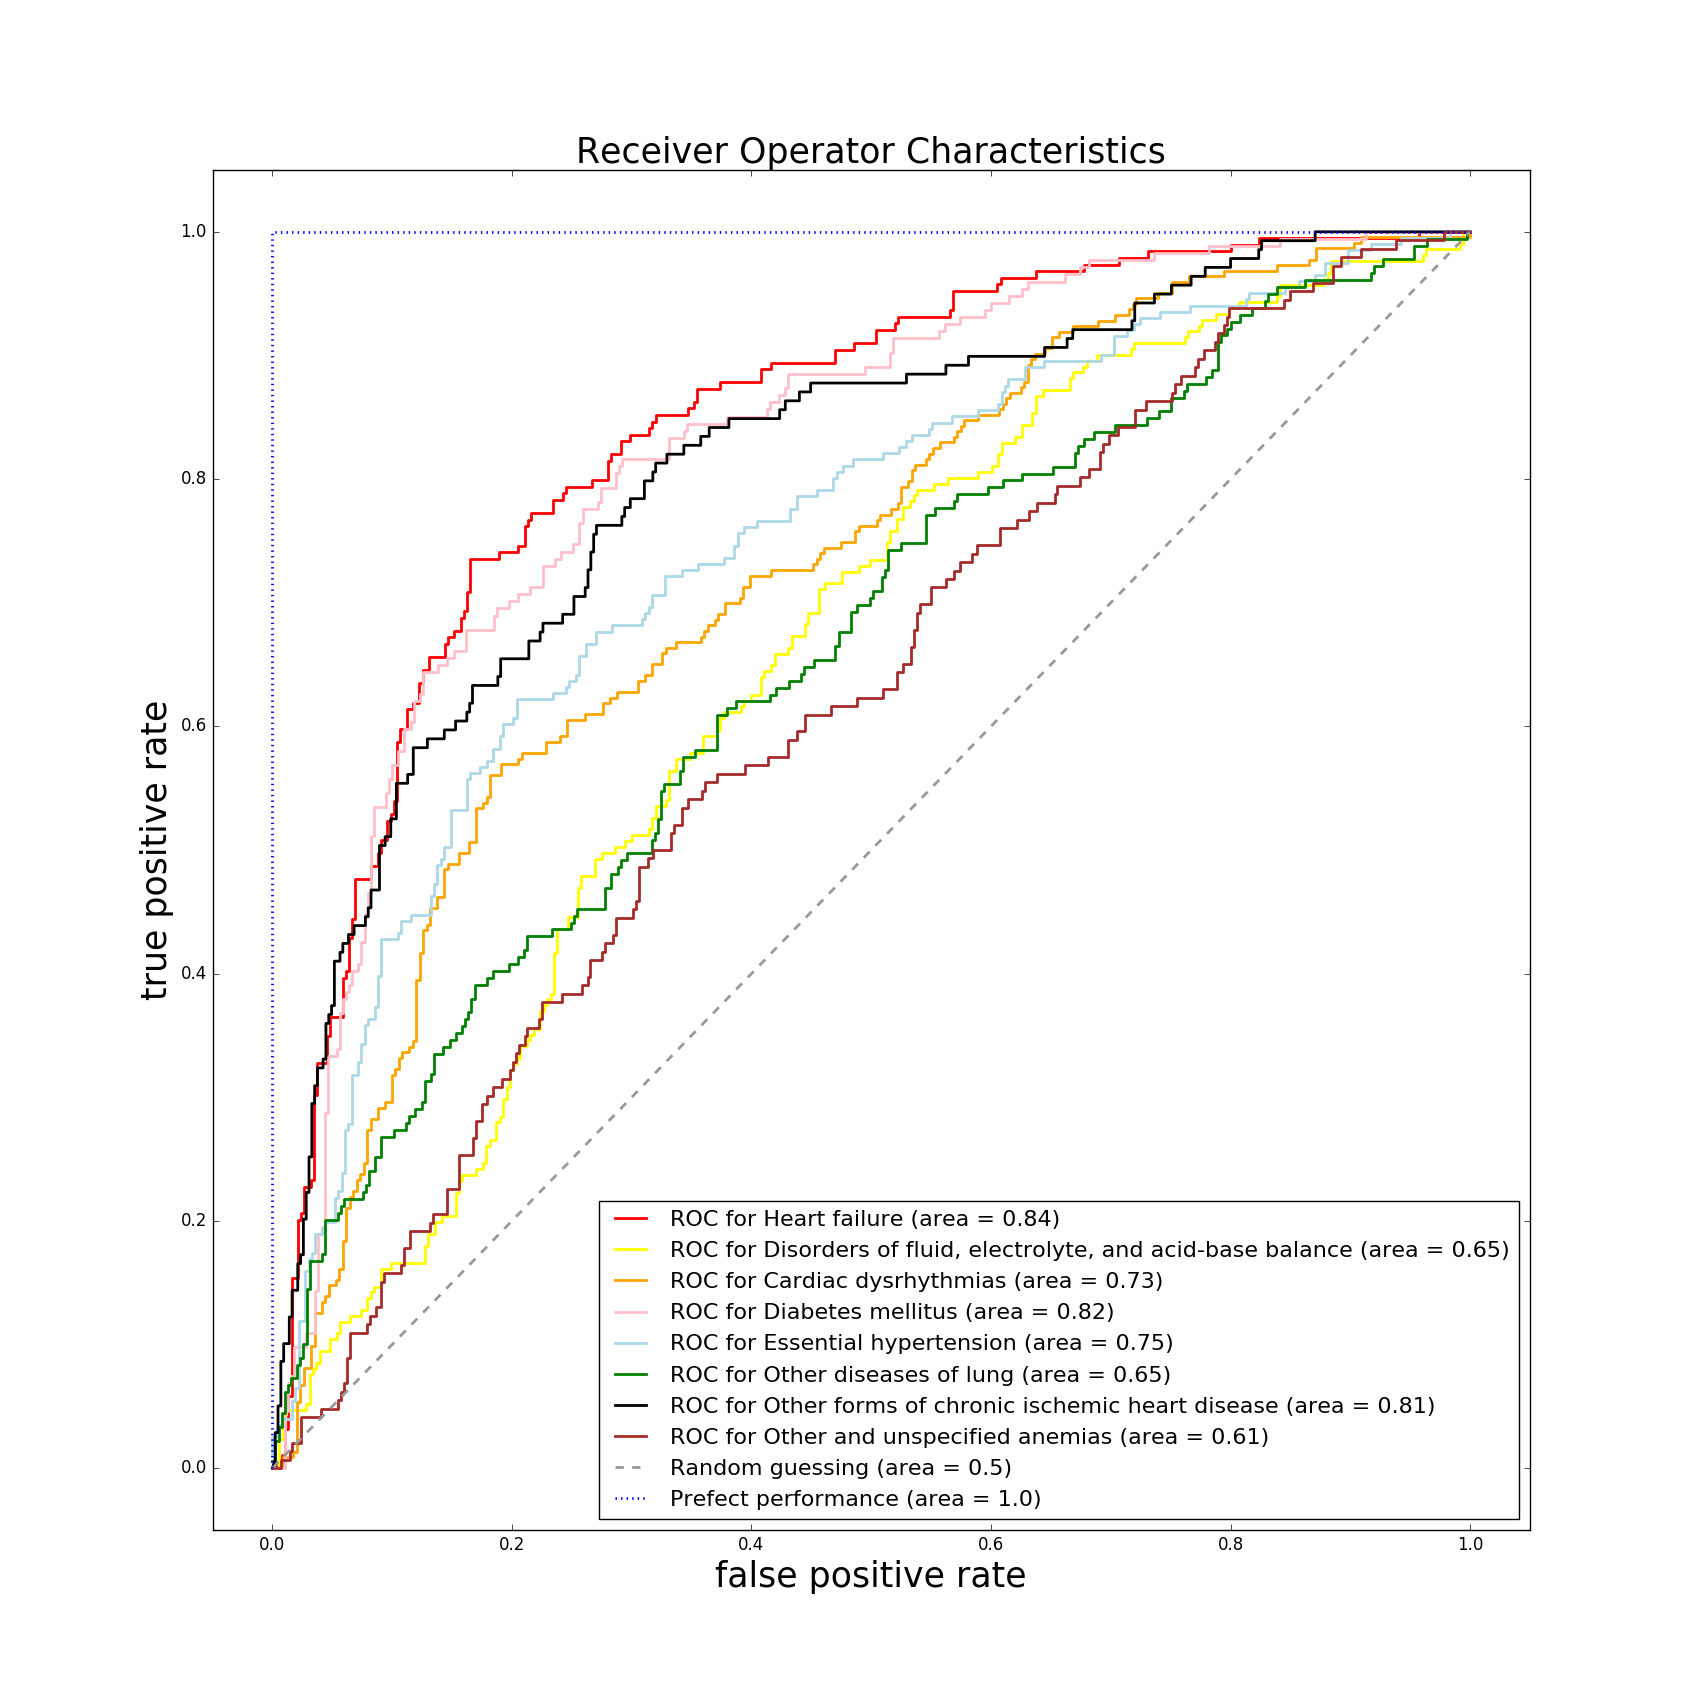 Receiver Operator Characteristics
1.0
0.8
0.6
0.4
0.2
0.0
true positive rate
ROC for Heart failure (area = 0.84)
ROC for Disorders of fluid, electrolyte, and acid-base balance (area = 0.65)
ROC for Cardiac dysrhythmias (area = 0.73)
ROC for Diabetes mellitus (area = 0.82)
ROC for Essential hypertension (area = 0.75)
ROC for Other diseases of lung (area = 0.65)
ROC for Other forms of chronic ischemic heart disease (area = 0.81)
ROC for Other and unspecified anemias (area = 0.61)
Random guessing (area = 0.5)
Prefect performance (area = 1.0)
0.0 0.2 0.4 0.6 0.8 1.0
false positive rate